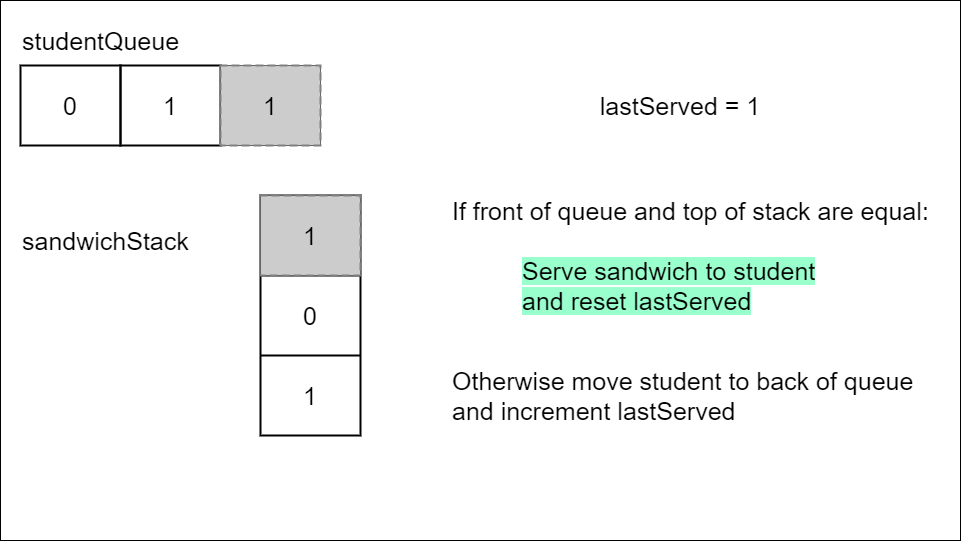 studentQueue
0 1 1
lastServed = 1
sandwichStack
1
0
1
If front of queue and top of stack are equal:
Serve sandwich to student
and reset lastServed
Otherwise move student to back of queue
and increment lastServed